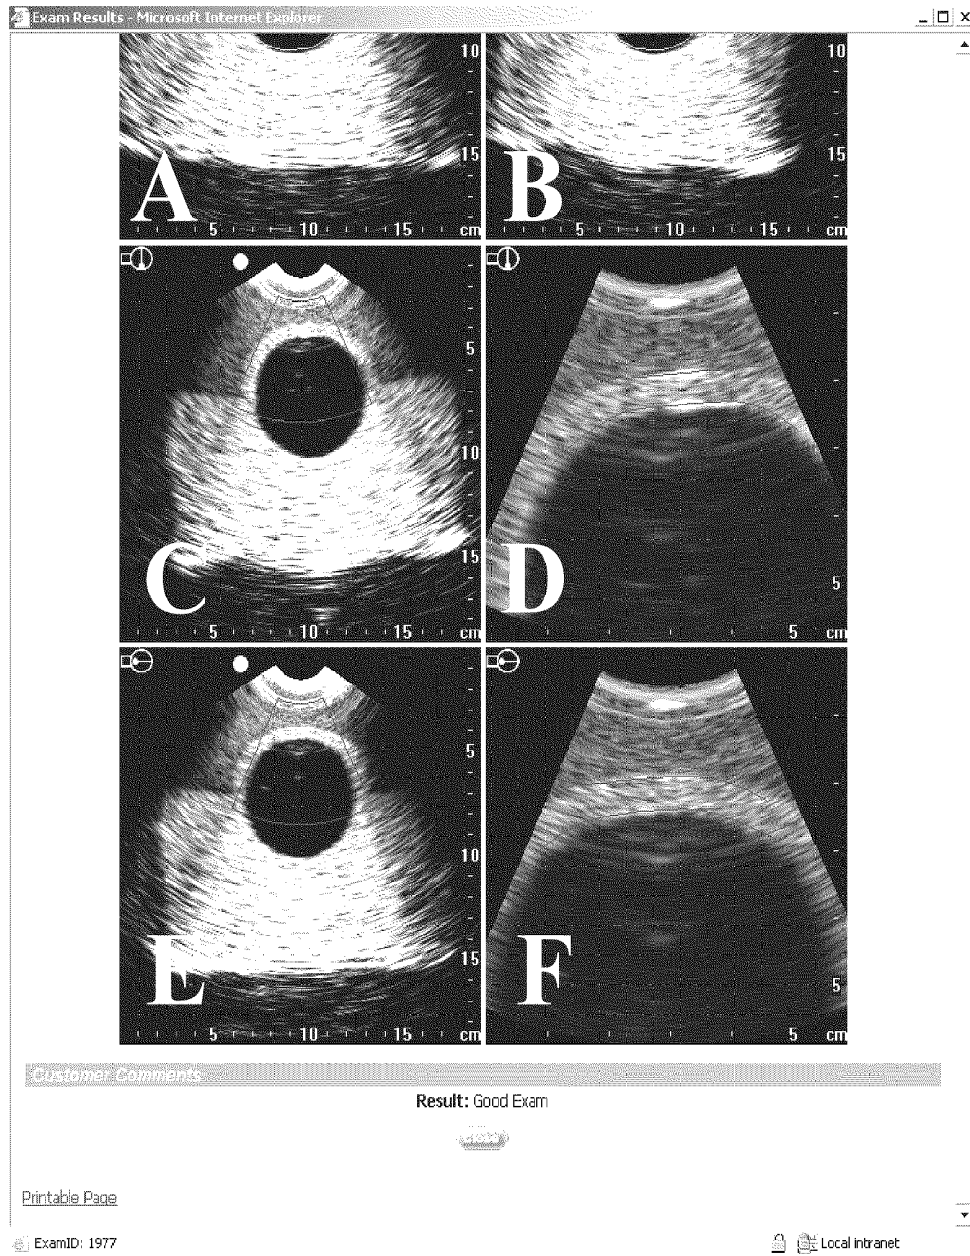 Exam Results - Microsoft Internet Explorer
10 10
A 15 B 15
5 10 15 cm 5 10 15 cm
5
10
C 15 D 5
5 10 15 cm 5 cm
5
10
E 15 F 5
5 10 15 cm 5 cm
Customer Comments
Result: Good Exam
Printable Page
ExamID: 1977 Local intranet